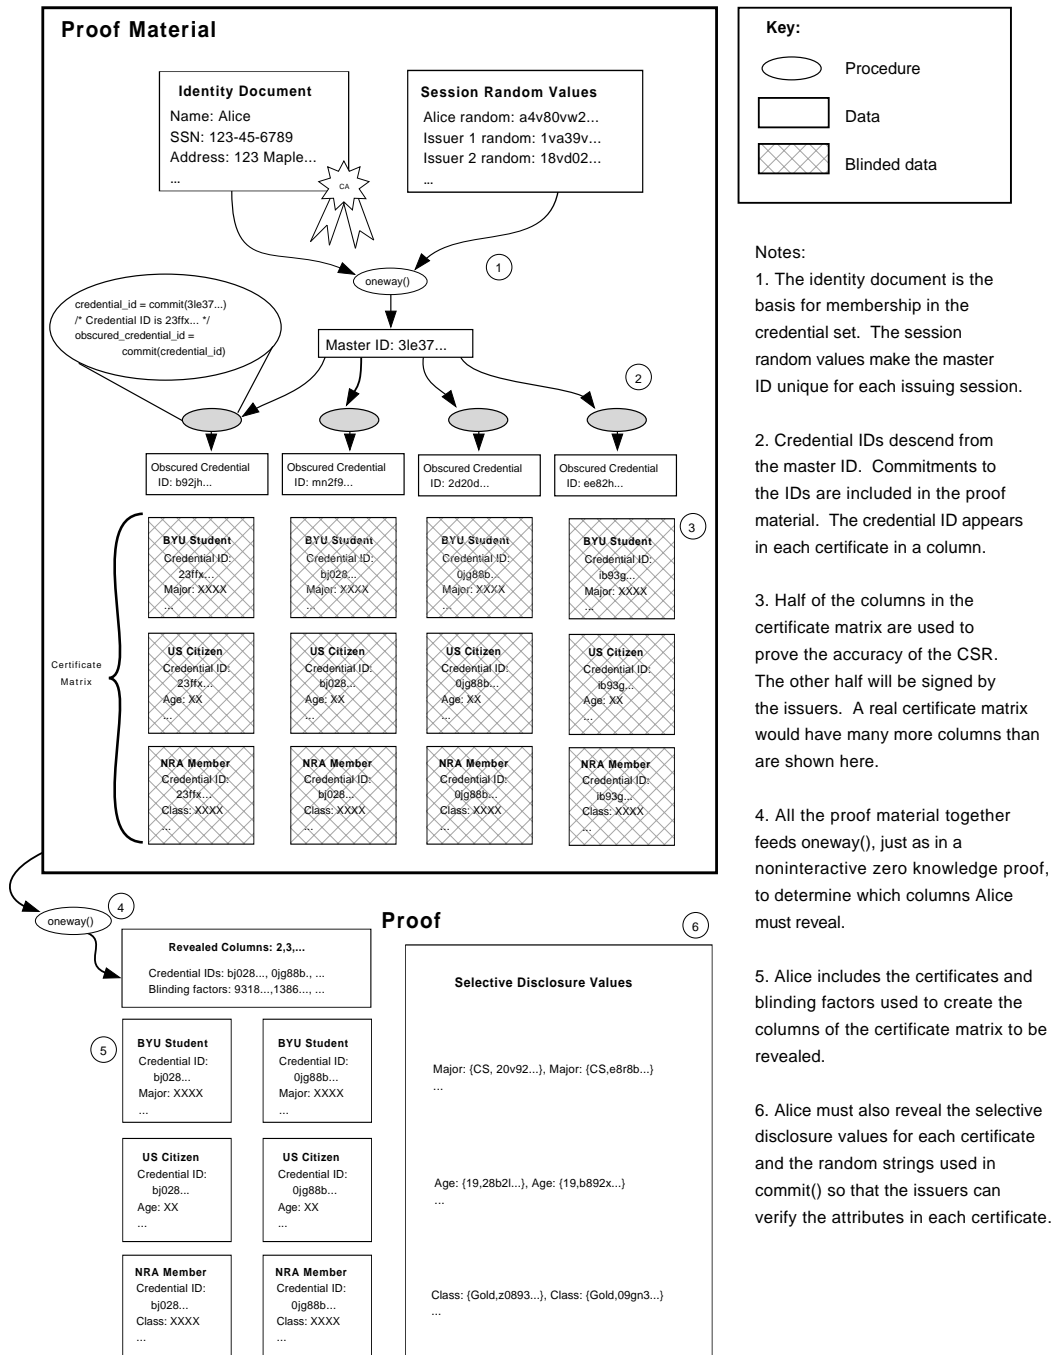 Proof Material
Identity Document
Name: Alice
SSN: 123-45-6789
Address: 123 Maple...
...
CA
Session Random Values
Alice random: a4v80vw2...
Issuer 1 random: 1va39v...
Issuer 2 random: 18vd02...
...
oneway()
1
credential_id = commit(3le37...)
/* Credential ID is 23ffx... */
obscured_credential_id =
commit(credential_id)
Master ID: 3le37...
2
Obscured Credential
ID: b92jh...
Obscured Credential
ID: mn2f9...
Obscured Credential
ID: 2d20d...
Obscured Credential
ID: ee82h...
3
Certificate
Matrix
BYU Student
Credential ID:
23ffx...
Major: XXXX
...
BYU Student
Credential ID:
bj028...
Major: XXXX
...
BYU Student
Credential ID:
0jg88b...
Major: XXXX
...
BYU Student
Credential ID:
ib93g...
Major: XXXX
...
US Citizen
Credential ID:
23ffx...
Age: XX
...
US Citizen
Credential ID:
bj028...
Age: XX
...
US Citizen
Credential ID:
0jg88b...
Age: XX
...
US Citizen
Credential ID:
ib93g...
Age: XX
...
NRA Member
Credential ID:
23ffx...
Class: XXXX
...
NRA Member
Credential ID:
bj028...
Class: XXXX
...
NRA Member
Credential ID:
0jg88b...
Class: XXXX
...
NRA Member
Credential ID:
ib93g...
Class: XXXX
...
oneway()
4
Proof
6
Revealed Columns: 2,3,...
Credential IDs: bj028..., 0jg88b., ...
Blinding factors: 9318...,1386..., ...
5
BYU Student
Credential ID:
bj028...
Major: XXXX
...
BYU Student
Credential ID:
0jg88b...
Major: XXXX
...
US Citizen
Credential ID:
bj028...
Age: XX
...
US Citizen
Credential ID:
0jg88b...
Age: XX
...
NRA Member
Credential ID:
bj028...
Class: XXXX
...
NRA Member
Credential ID:
0jg88b...
Class: XXXX
...
Selective Disclosure Values
Major: {CS, 20v92...}, Major: {CS,e8r8b...}
...
Age: {19,28b2l...}, Age: {19,b892x...}
...
Class: {Gold,z0893...}, Class: {Gold,09gn3...}
...
Key:
Procedure
Data
Blinded data
Notes:
1. The identity document is the
basis for membership in the
credential set. The session
random values make the master
ID unique for each issuing session.
2. Credential IDs descend from
the master ID. Commitments to
the IDs are included in the proof
material. The credential ID appears
in each certificate in a column.
3. Half of the columns in the
certificate matrix are used to
prove the accuracy of the CSR.
The other half will be signed by
the issuers. A real certificate matrix
would have many more columns than
are shown here.
4. All the proof material together
feeds oneway(), just as in a
noninteractive zero knowledge proof,
to determine which columns Alice
must reveal.
5. Alice includes the certificates and
blinding factors used to create the
columns of the certificate matrix to be
revealed.
6. Alice must also reveal the selective
disclosure values for each certificate
and the random strings used in
commit() so that the issuers can
verify the attributes in each certificate.